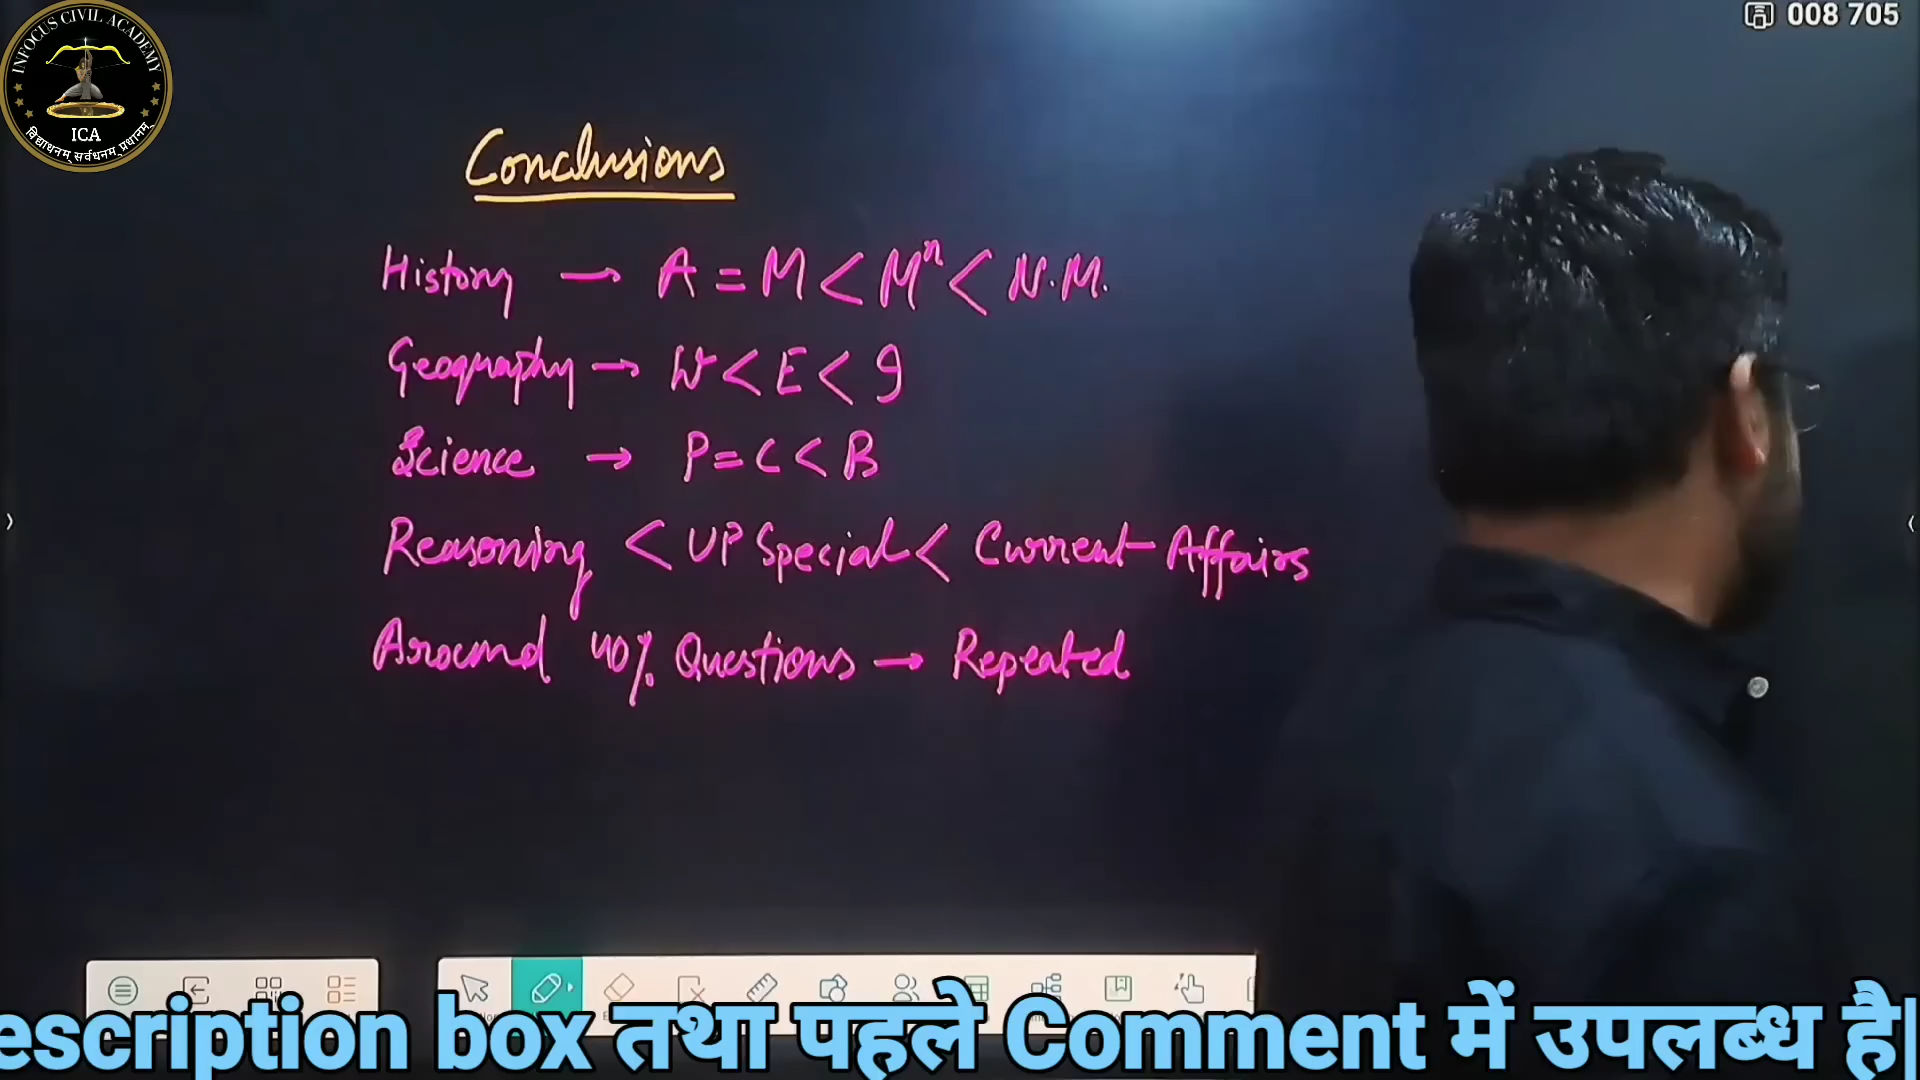 INFOCUS CIVIL ACADEMY
ICA
विद्याधनम् सर्वधनम् प्रधानम्
008 705
Conclusions
History → A = M < Mⁿ < N.M.
Geography → W < E < I
Science → P = C < B
Reasoning < UP Special < Current Affairs
Around 40% Questions → Repeated
escription box तथा पहले Comment में उपलब्ध है|